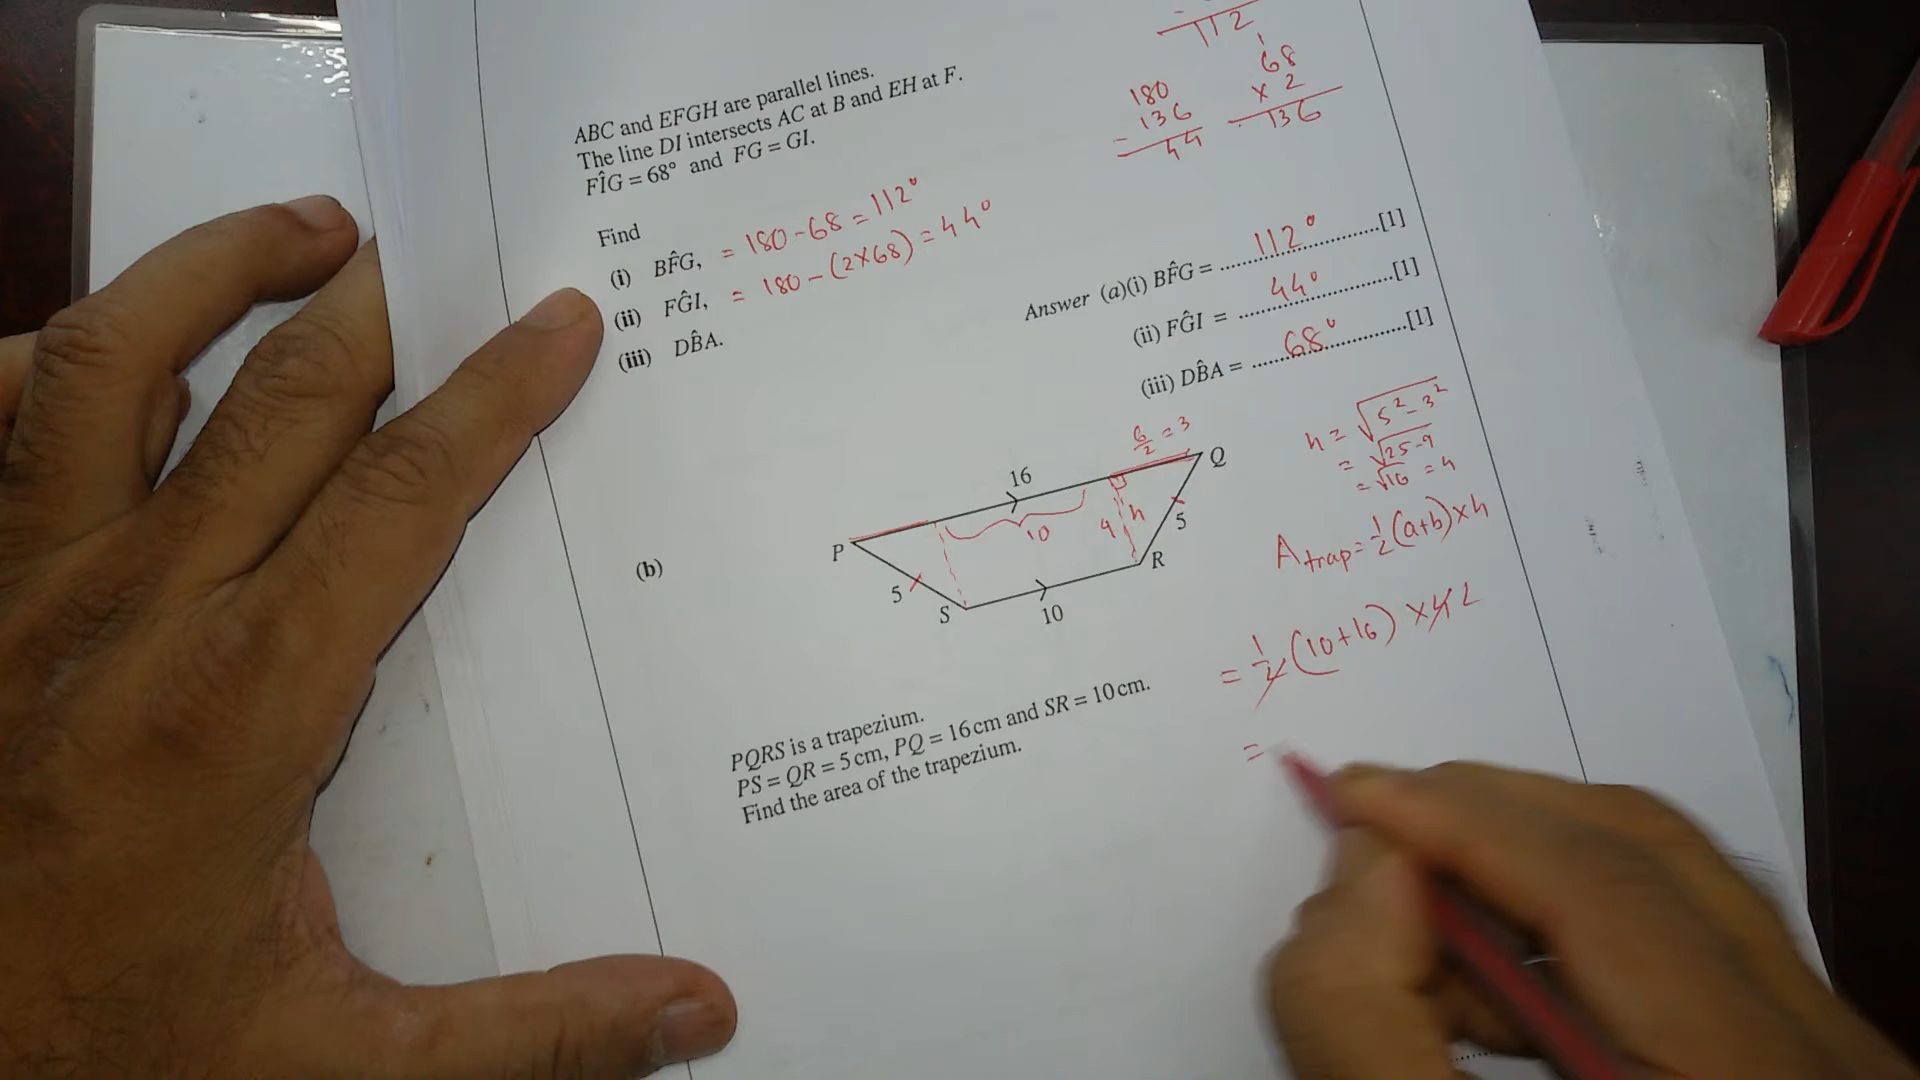 112
ABC and EFGH are parallel lines.
The line DI intersects AC at B and EH at F.
FÎG = 68° and FG = GI.
180
- 136
44
68
x 2
136
Find
(i) BF̂G, = 180 - 68 = 112°
(ii) FĜI, = 180 - (2x68) = 44°
(iii) DB̂A.
Answer (a)(i) BF̂G = 112° [1]
(ii) FĜI = 44° [1]
(iii) DB̂A = 68° [1]
h = √5² - 3²
= √25-9
= √16 = 4
6/2 = 3
16
Q
10
4
h
5
P
5
S
10
R
(b)
A trap = 1/2 (a+b) x h
= 1/2 (10+16) x 4 2
=
PQRS is a trapezium.
PS = QR = 5 cm, PQ = 16 cm and SR = 10 cm.
Find the area of the trapezium.